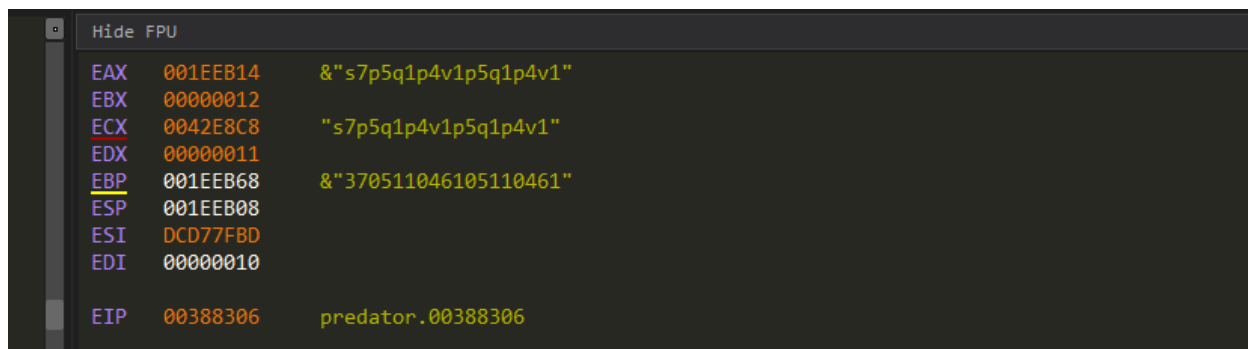 Hide FPU
EAX 001EEB14 &"s7p5q1p4v1p5q1p4v1"
EBX 00000012
ECX 0042E8C8 "s7p5q1p4v1p5q1p4v1"
EDX 00000011
EBP 001EEB68 &"370511046105110461"
ESP 001EEB08
ESI DCD77FBD
EDI 00000010
EIP 00388306 predator.00388306